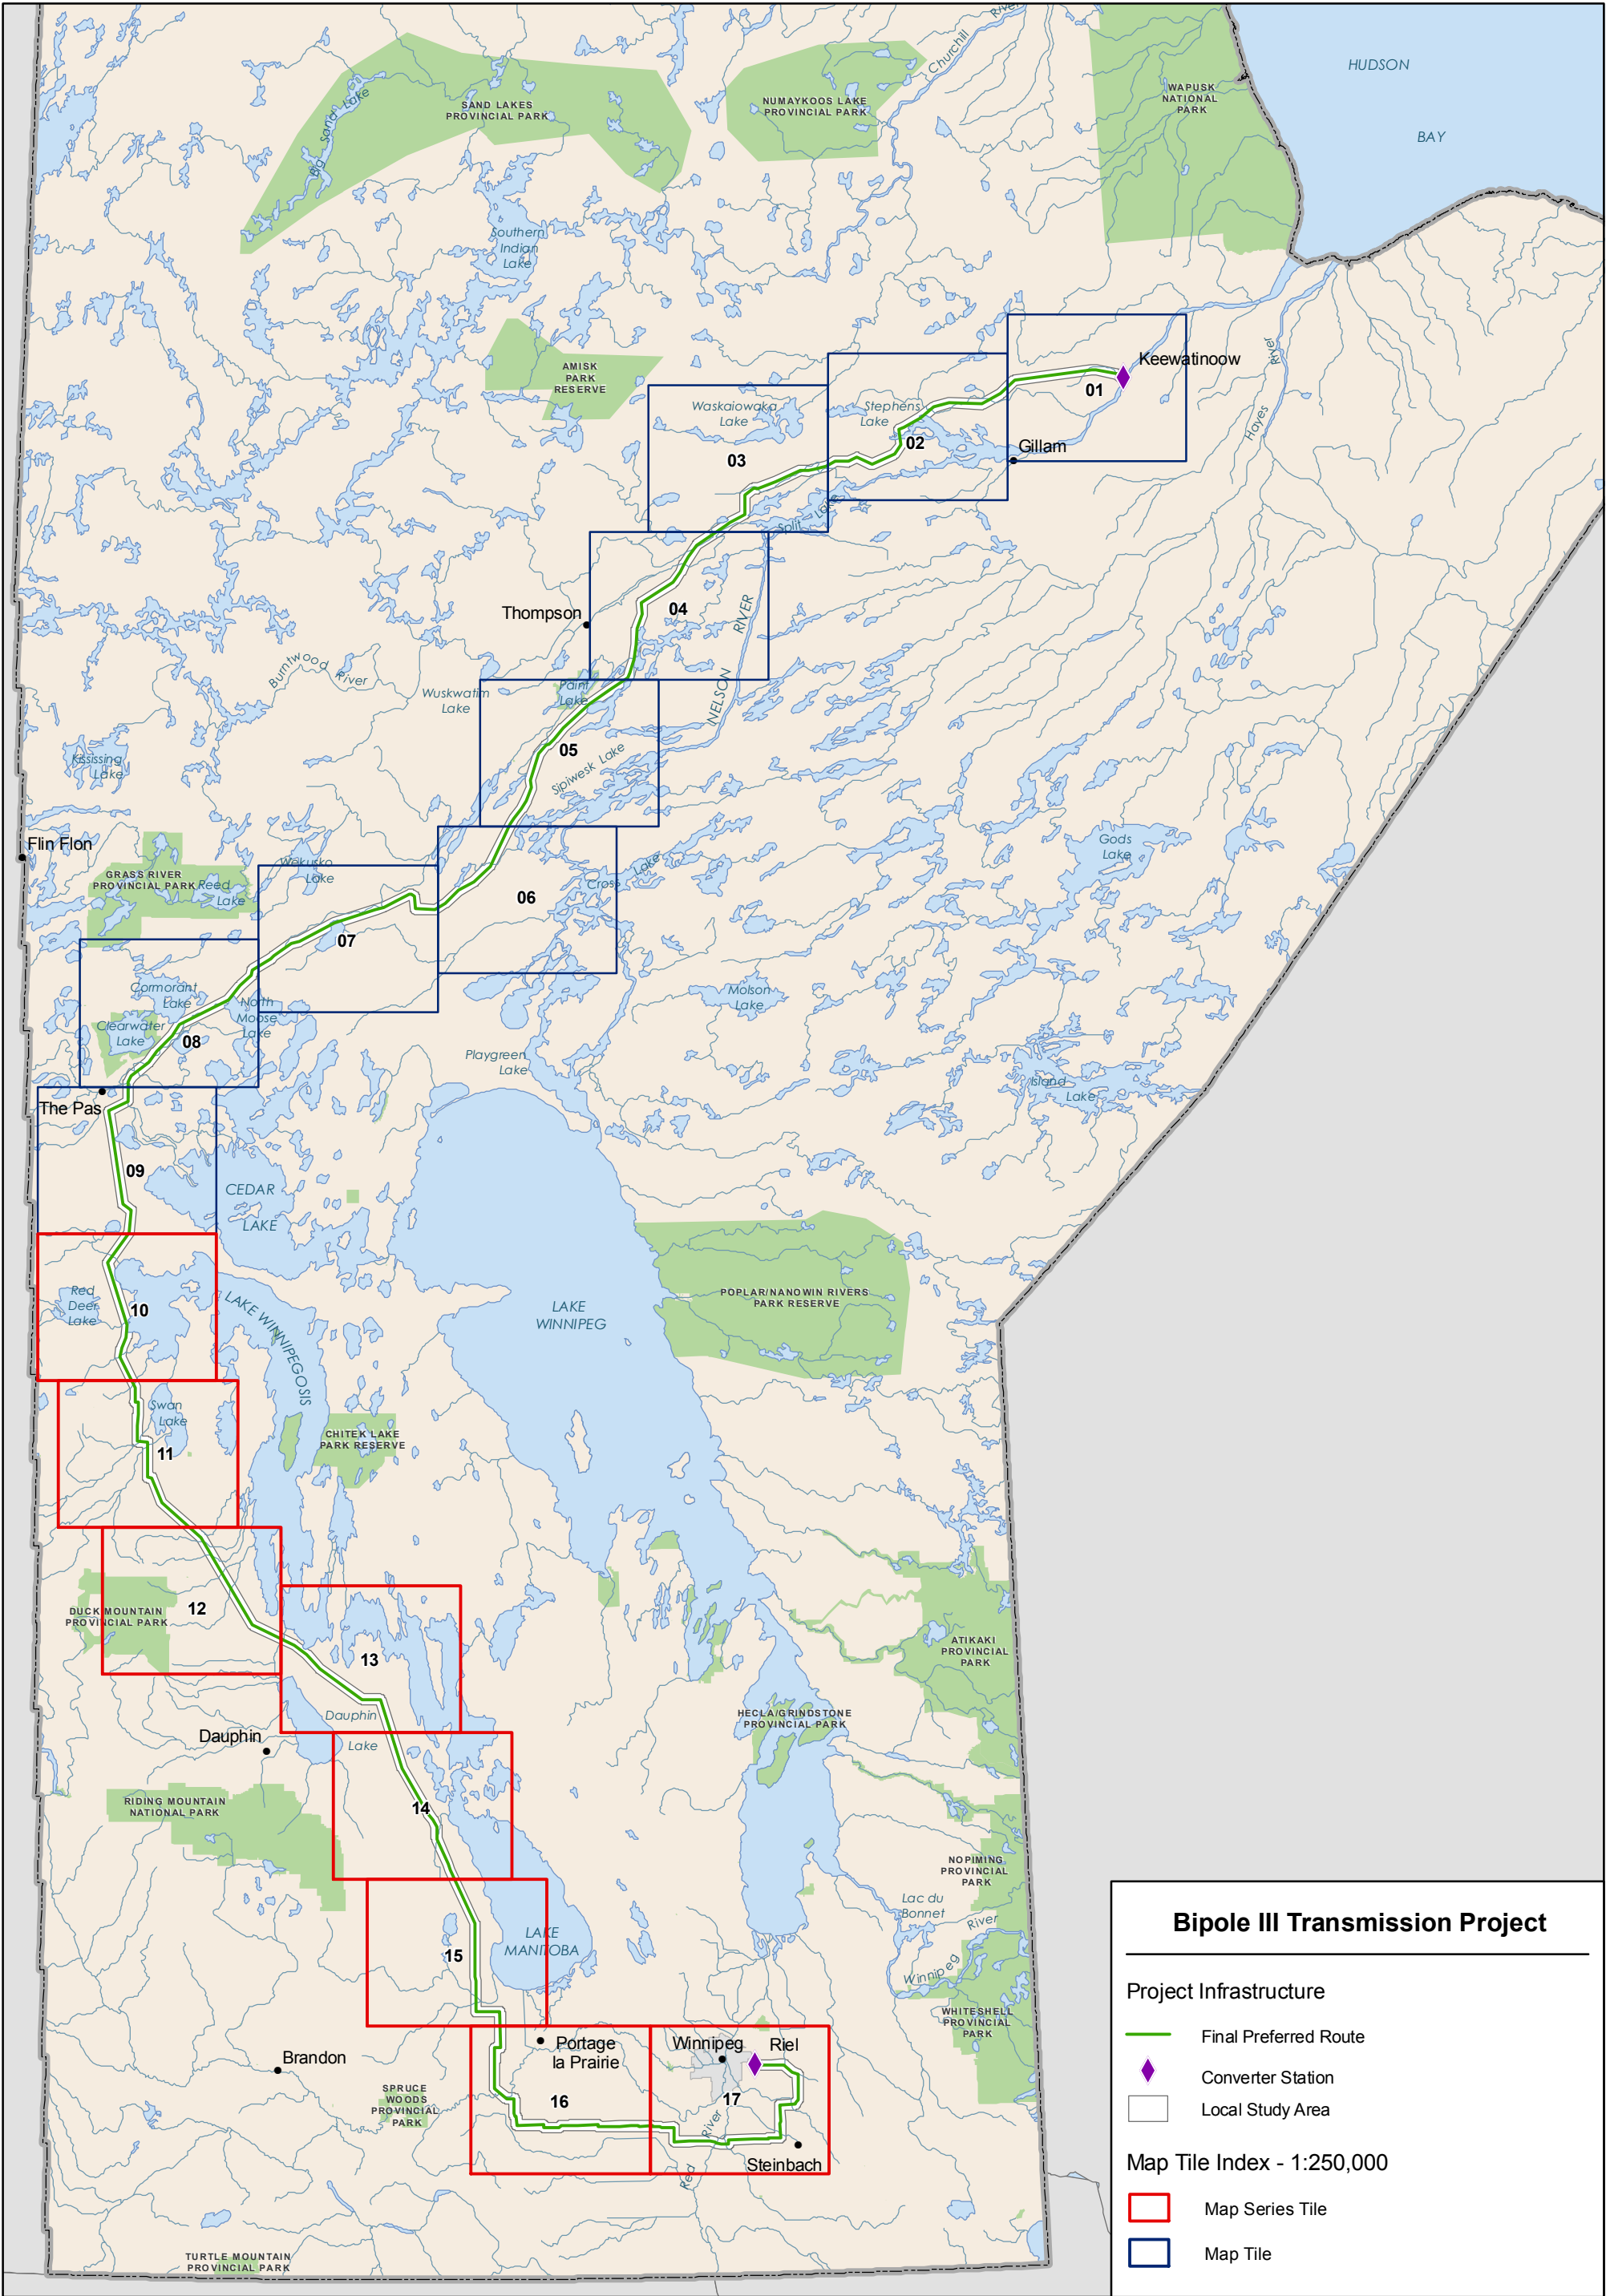 HUDSON
BAY
Churchill
River
Big Sand Lake
SAND LAKES
PROVINCIAL PARK
NUMAYKOOS LAKE
PROVINCIAL PARK
WAPUSK
NATIONAL
PARK
Southern
Indian
Lake
AMISK
PARK
RESERVE
Keewatinoow
01
Hayes
River
Waskaiowaka
Lake
Stephens
Lake
02
Gillam
03
Split Lake
Thompson
04
NELSON
RIVER
Burntwood
River
Wuskwatim
Lake
Paint
Lake
05
Sipiwesk Lake
Kississing
Lake
Flin Flon
GRASS RIVER
PROVINCIAL PARK
Reed
Lake
Wekusko
Lake
Gods
Lake
06
Cross Lake
07
Cormorant
Lake
North
Moose
Lake
Clearwater
Lake
08
Molson
Lake
Playgreen
Lake
Island
Lake
The Pas
09
CEDAR
LAKE
Red
Deer
Lake
10
LAKE WINNIPEGOSIS
LAKE
WINNIPEG
POPLAR/NANOWIN RIVERS
PARK RESERVE
Swan
Lake
11
CHITEK LAKE
PARK RESERVE
DUCK MOUNTAIN
PROVINCIAL PARK
12
13
ATIKAKI
PROVINCIAL
PARK
Dauphin
Lake
HECLA/GRINDSTONE
PROVINCIAL PARK
Dauphin
RIDING MOUNTAIN
NATIONAL PARK
14
NOPIMING
PROVINCIAL
PARK
Lac du
Bonnet
Winnipeg
River
LAKE
MANITOBA
15
WHITESHELL
PROVINCIAL
PARK
Portage
la Prairie
Winnipeg
Riel
Brandon
SPRUCE
WOODS
PROVINCIAL
PARK
16
17
Red
River
Steinbach
TURTLE MOUNTAIN
PROVINCIAL PARK
Bipole III Transmission Project
Project Infrastructure
Final Preferred Route
Converter Station
Local Study Area
Map Tile Index - 1:250,000
Map Series Tile
Map Tile